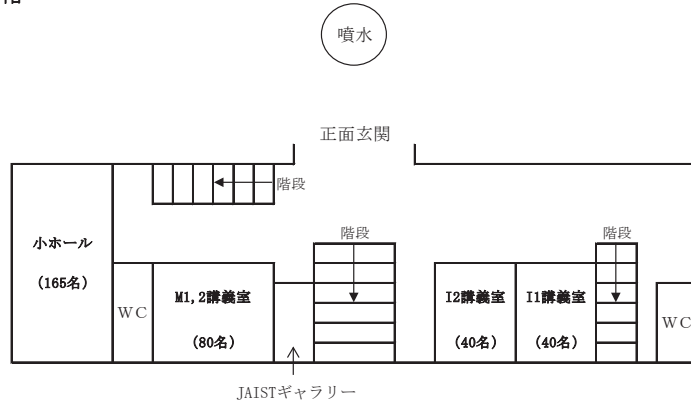 噴水
正面玄関
階段
小ホール
(165名)
階段
階段
WC
M1,2講義室
(80名)
I2講義室
(40名)
I1講義室
(40名)
WC
JAISTギャラリー